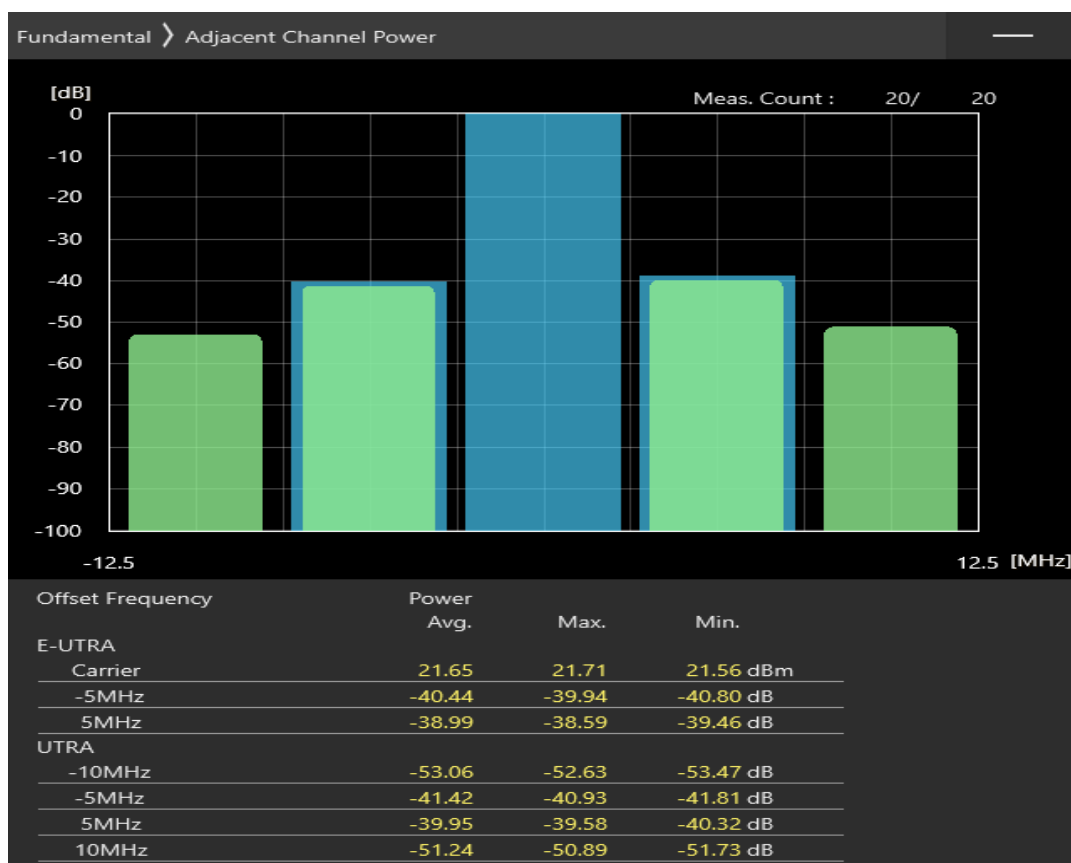 Fundamental 〉 Adjacent Channel Power
[dB]
Meas. Count : 20/ 20
0
-10
-20
-30
-40
-50
-60
-70
-80
-90
-100
-12.5 12.5 [MHz]
Offset Frequency Power
Avg. Max. Min.
E-UTRA
Carrier 21.65 21.71 21.56 dBm
-5MHz -40.44 -39.94 -40.80 dB
5MHz -38.99 -38.59 -39.46 dB
UTRA
-10MHz -53.06 -52.63 -53.47 dB
-5MHz -41.42 -40.93 -41.81 dB
5MHz -39.95 -39.58 -40.32 dB
10MHz -51.24 -50.89 -51.73 dB